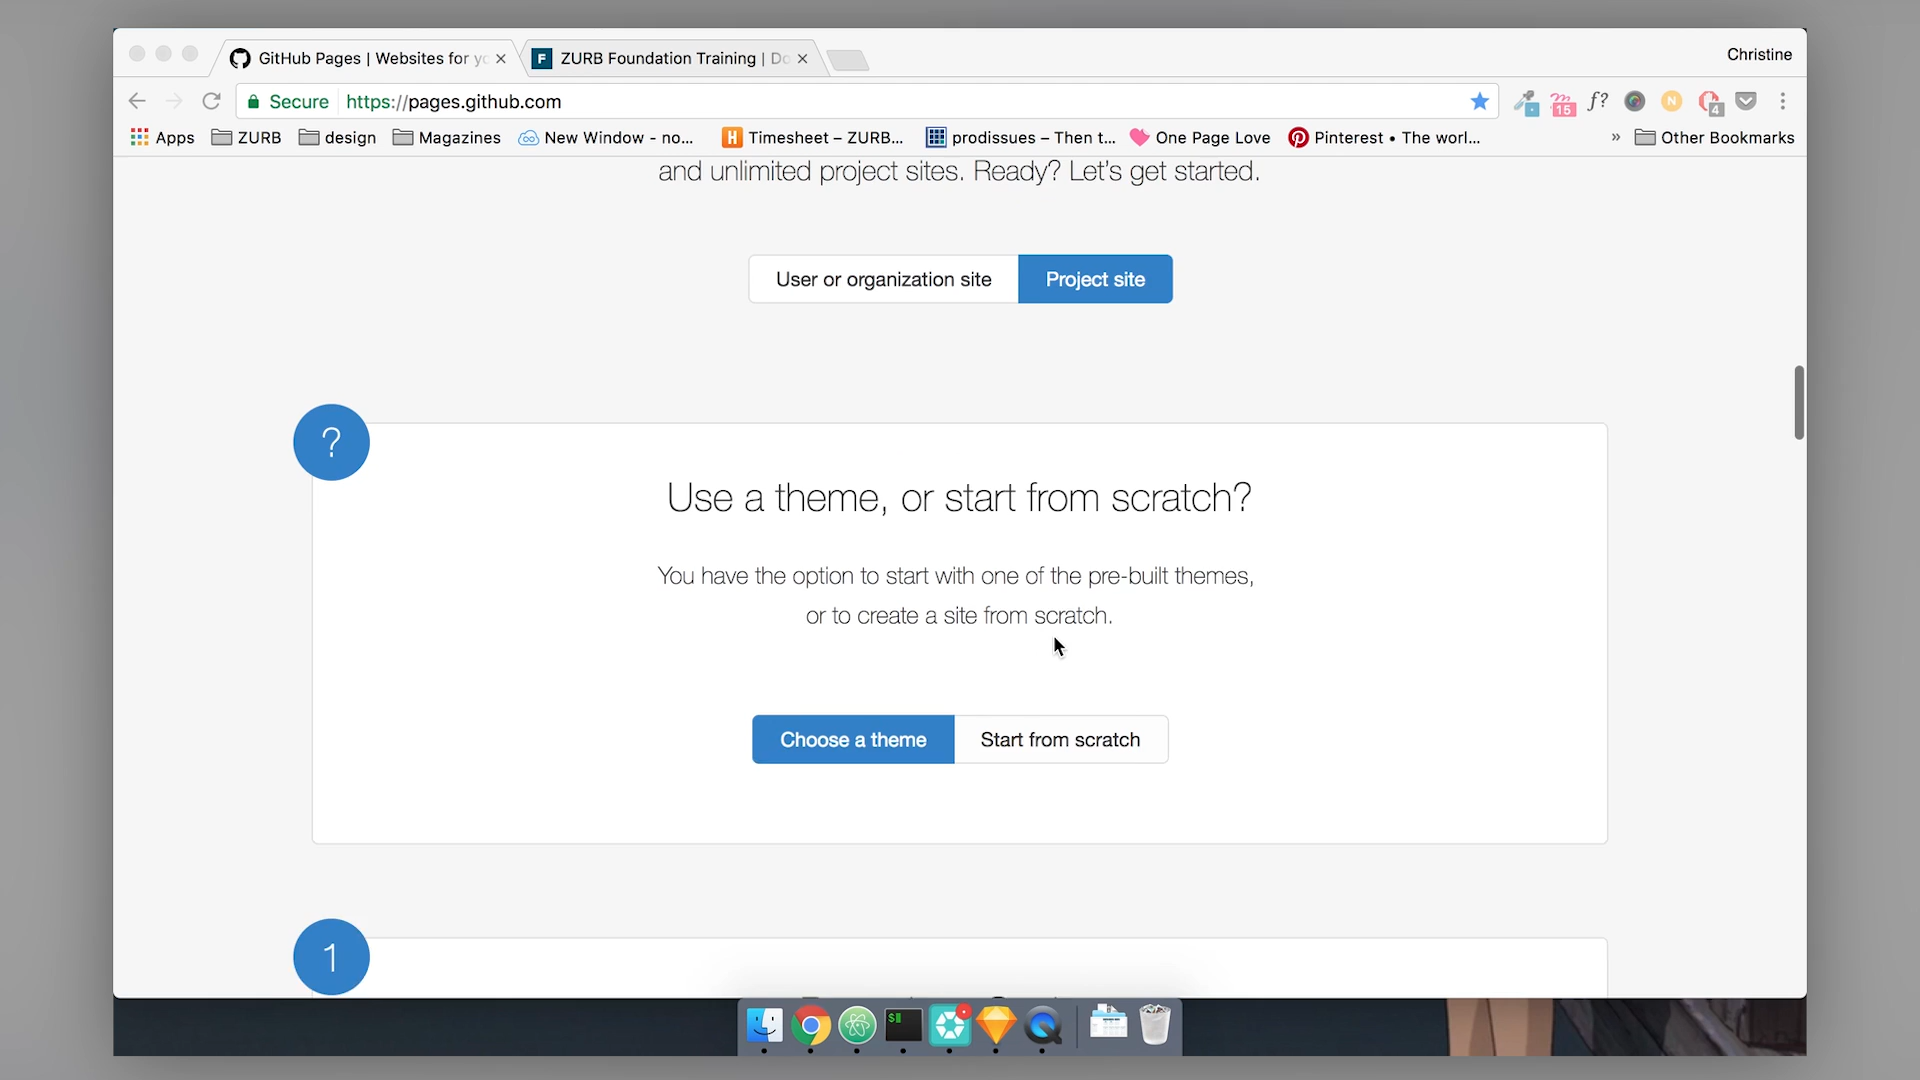 GitHub Pages | Websites for yo
ZURB Foundation Training | Do
Christine
Secure https://pages.github.com
15
f?
N
4
Apps ZURB design Magazines New Window - no... H Timesheet – ZURB... prodissues – Then t... One Page Love Pinterest • The worl... » Other Bookmarks
and unlimited project sites. Ready? Let's get started.
User or organization site Project site
?
Use a theme, or start from scratch?
You have the option to start with one of the pre-built themes,
or to create a site from scratch.
Choose a theme Start from scratch
1
$